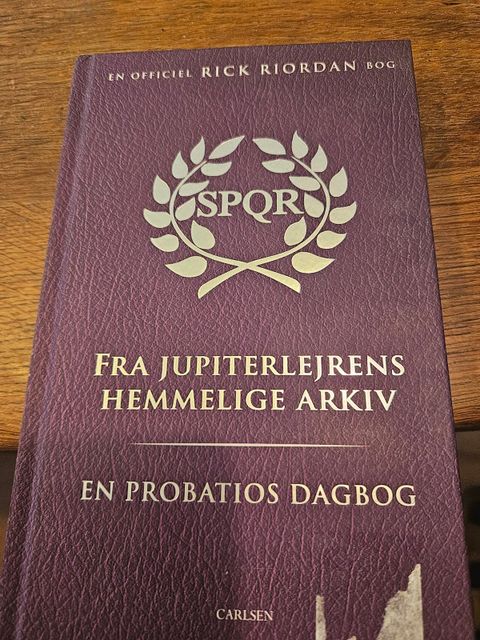 EN OFFICIEL RICK RIORDAN BOG
SPQR
FRA JUPITERLEJRENS
HEMMELIGE ARKIV
EN PROBATIOS DAGBOG
CARLSEN